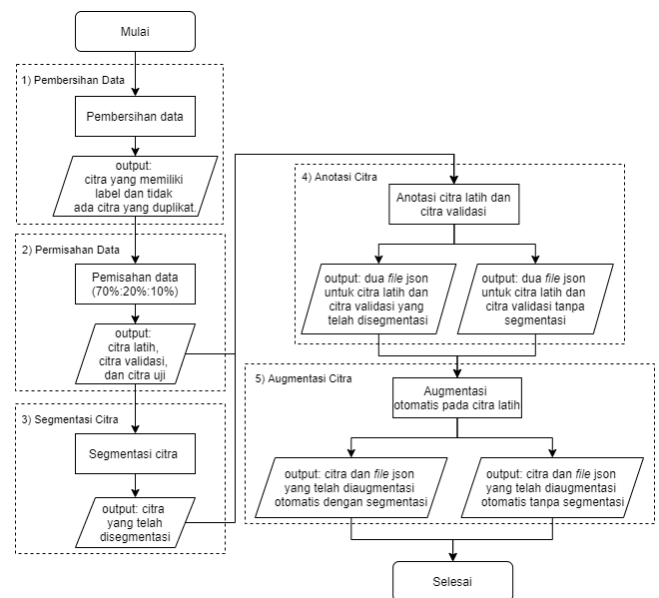 Mulai
1) Pembersihan Data
Pembersihan data
output:
citra yang memiliki
label dan tidak
ada citra yang duplikat.
2) Permisahan Data
Pemisahan data
(70%:20%:10%)
output:
citra latih,
citra validasi,
dan citra uji
3) Segmentasi Citra
Segmentasi citra
output: citra
yang telah
disegmentasi
4) Anotasi Citra
Anotasi citra latih dan
citra validasi
output: dua file json
untuk citra latih dan
citra validasi yang
telah disegmentasi
output: dua file json
untuk citra latih dan
citra validasi tanpa
segmentasi
5) Augmentasi Citra
Augmentasi
otomatis pada citra latih
output: citra dan file json
yang telah diaugmentasi
otomatis dengan segmentasi
output: citra dan file json
yang telah diaugmentasi
otomatis tanpa segmentasi
Selesai